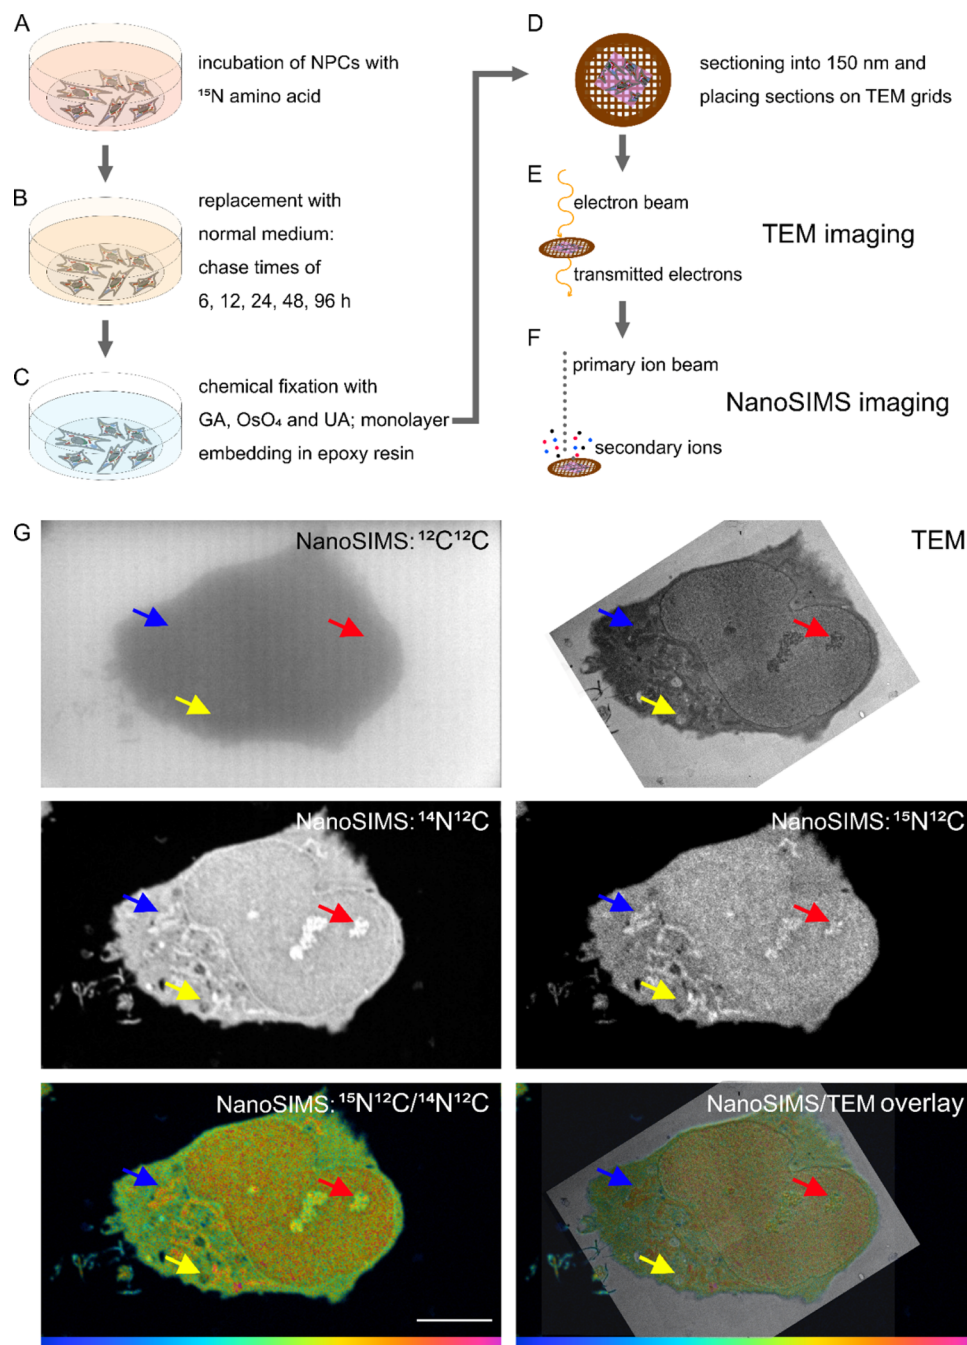 A
incubation of NPCs with
¹⁵N amino acid
B
replacement with
normal medium:
chase times of
6, 12, 24, 48, 96 h
C
chemical fixation with
GA, OsO₄ and UA; monolayer
embedding in epoxy resin
D
sectioning into 150 nm and
placing sections on TEM grids
E
electron beam
TEM imaging
transmitted electrons
F
primary ion beam
NanoSIMS imaging
secondary ions
G
NanoSIMS: ¹²C¹²C
TEM
NanoSIMS: ¹⁴N¹²C
NanoSIMS: ¹⁵N¹²C
NanoSIMS: ¹⁵N¹²C/¹⁴N¹²C
NanoSIMS/TEM overlay